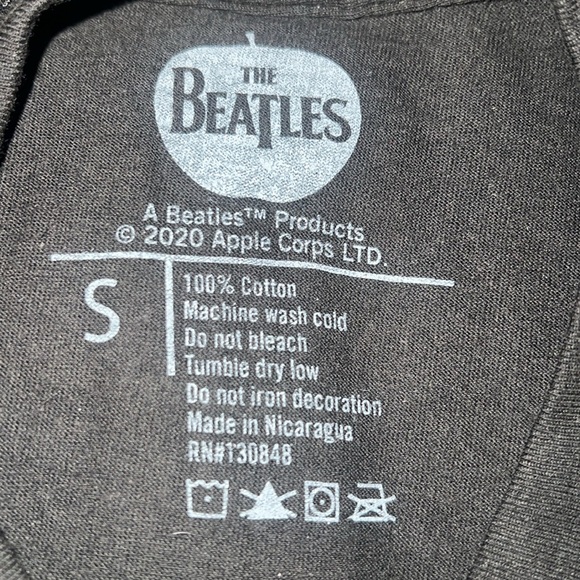 THE
BEATLES
A Beatles™ Products
© 2020 Apple Corps LTD.
S
100% Cotton
Machine wash cold
Do not bleach
Tumble dry low
Do not iron decoration
Made in Nicaragua
RN#130848